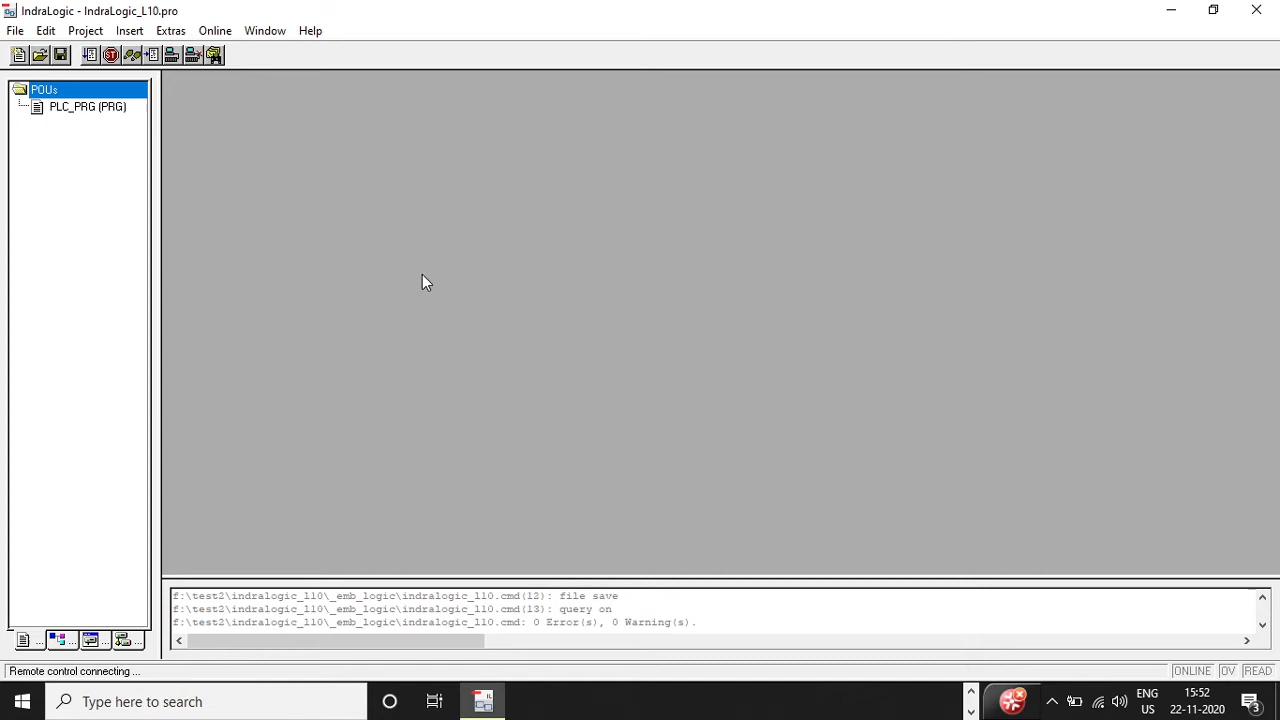 IndraLogic - IndraLogic_L10.pro
File Edit Project Insert Extras Online Window Help
POUs
PLC_PRG (PRG)
f:\test2\indralogic_l10\_emb_logic\indralogic_l10.cmd(12): file save
f:\test2\indralogic_l10\_emb_logic\indralogic_l10.cmd(13): query on
f:\test2\indralogic_l10\_emb_logic\indralogic_l10.cmd: 0 Error(s), 0 Warning(s).
... ... ... ...
Remote control connecting ... ONLINE OV READ
Type here to search
ENG
US
15:52
22-11-2020
3